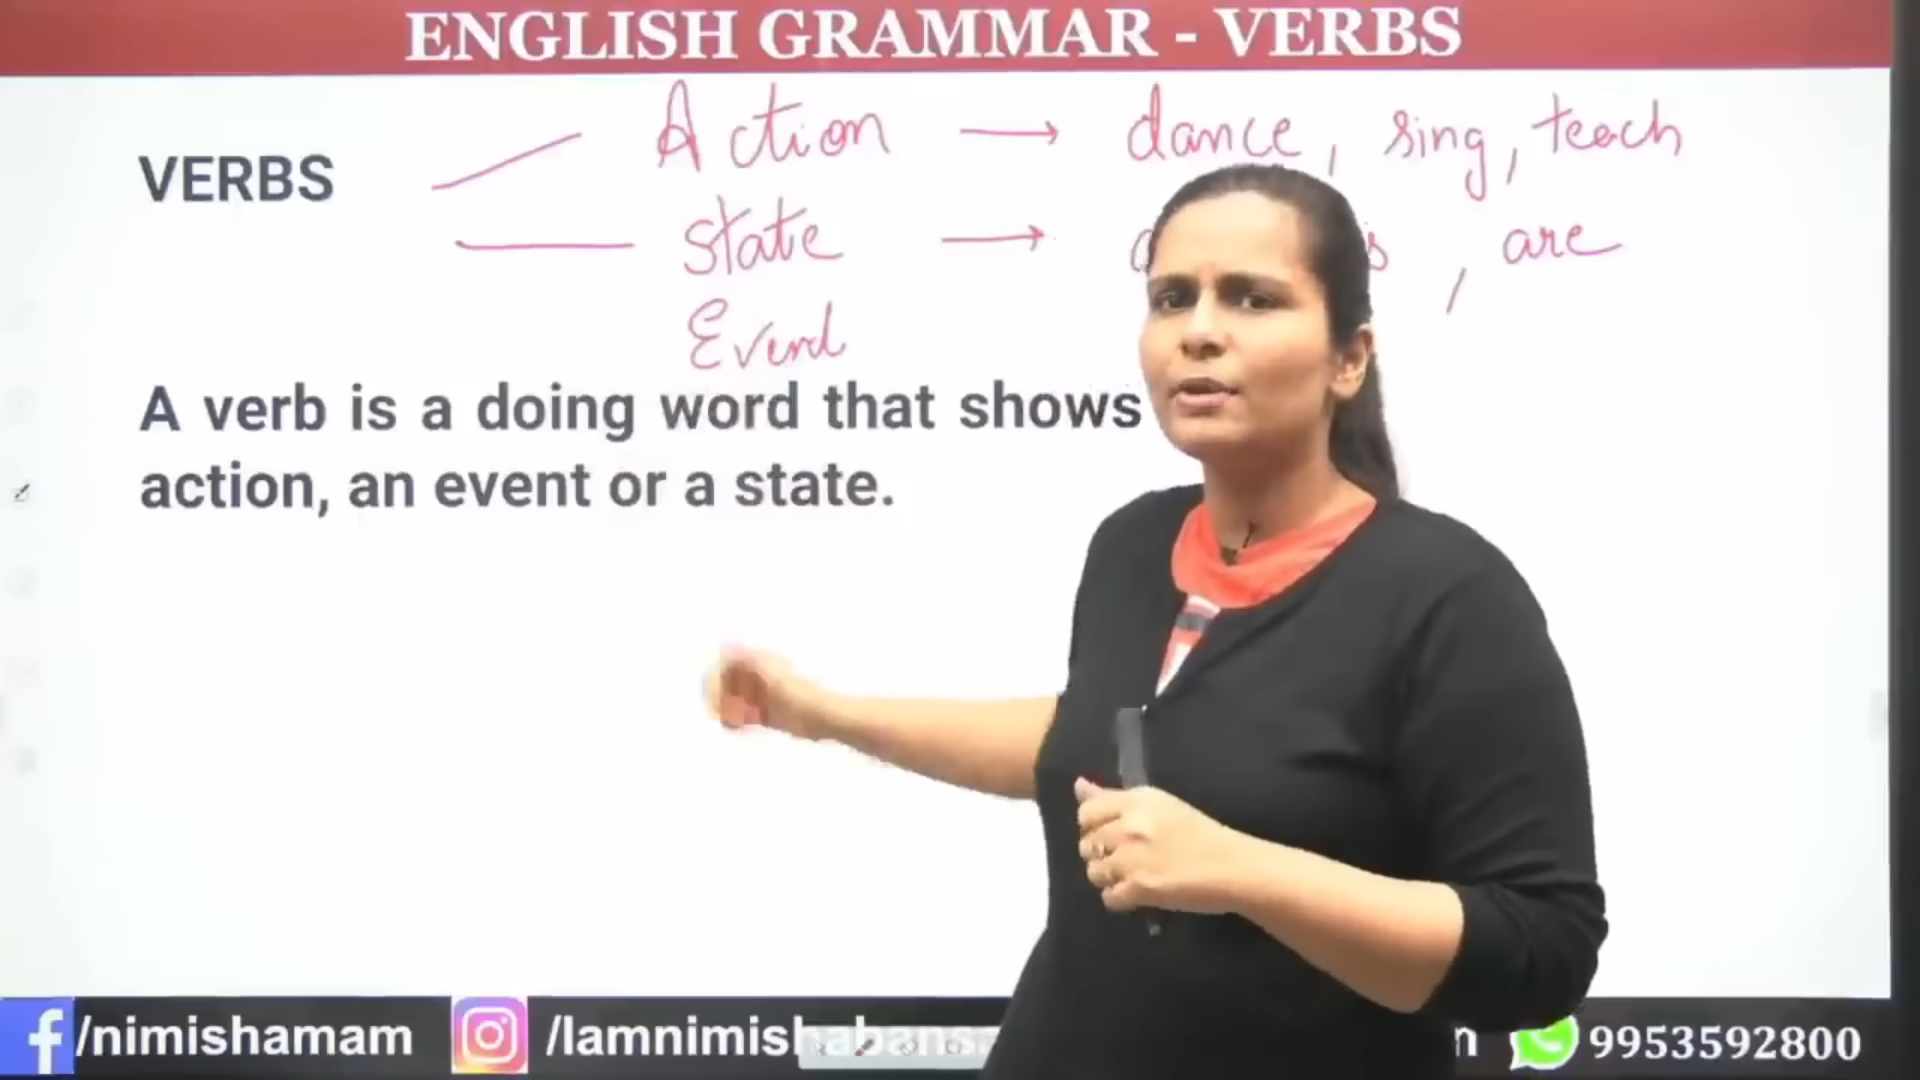 ENGLISH GRAMMAR - VERBS
VERBS
Action → dance, sing, teach
State → , are
Event
A verb is a doing word that shows
action, an event or a state.
/nimishamam /Iamnimishabans 9953592800